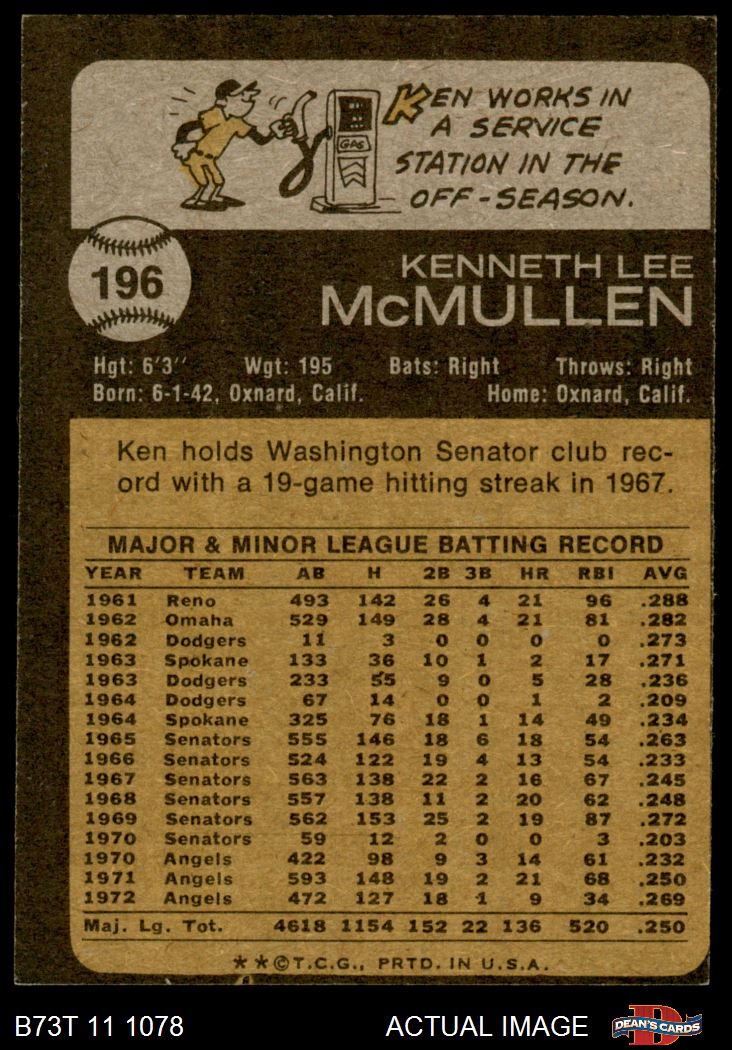 KEN WORKS IN
A SERVICE
STATION IN THE
OFF-SEASON.
GAS
196
KENNETH LEE
McMULLEN
Hgt: 6'3" Wgt: 195 Bats: Right Throws: Right
Born: 6-1-42, Oxnard, Calif. Home: Oxnard, Calif.
Ken holds Washington Senator club rec-
ord with a 19-game hitting streak in 1967.
MAJOR & MINOR LEAGUE BATTING RECORD
YEAR TEAM AB H 2B 3B HR RBI AVG
1961 Reno 493 142 26 4 21 96 .288
1962 Omaha 529 149 28 4 21 81 .282
1962 Dodgers 11 3 0 0 0 0 .273
1963 Spokane 133 36 10 1 2 17 .271
1963 Dodgers 233 55 9 0 5 28 .236
1964 Dodgers 67 14 0 0 1 2 .209
1964 Spokane 325 76 18 1 14 49 .234
1965 Senators 555 146 18 6 18 54 .263
1966 Senators 524 122 19 4 13 54 .233
1967 Senators 563 138 22 2 16 67 .245
1968 Senators 557 138 11 2 20 62 .248
1969 Senators 562 153 25 2 19 87 .272
1970 Senators 59 12 2 0 0 3 .203
1970 Angels 422 98 9 3 14 61 .232
1971 Angels 593 148 19 2 21 68 .250
1972 Angels 472 127 18 1 9 34 .269
Maj. Lg. Tot. 4618 1154 152 22 136 520 .250
**©T.C.G., PRTD. IN U.S.A.
B73T 11 1078 ACTUAL IMAGE
D
DEAN'S CARDS